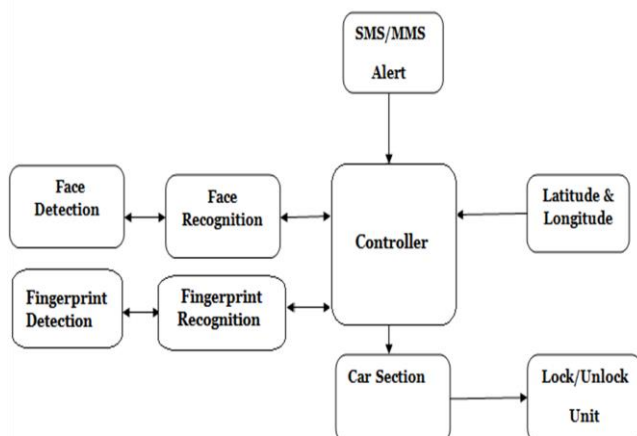 SMS/MMS
Alert
Face
Detection
Face
Recognition
Controller
Latitude &
Longitude
Fingerprint
Detection
Fingerprint
Recognition
Car Section
Lock/Unlock
Unit